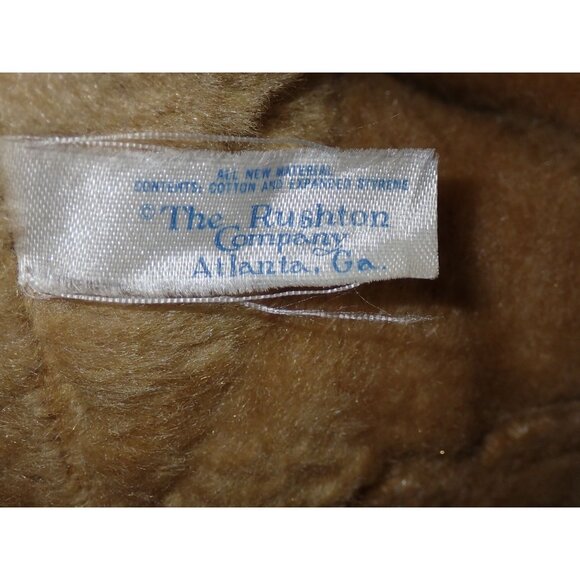 ALL NEW MATERIAL
CONTENTS: COTTON AND EXPANDED STYRENE
© The Rushton
Company
Atlanta, Ga.